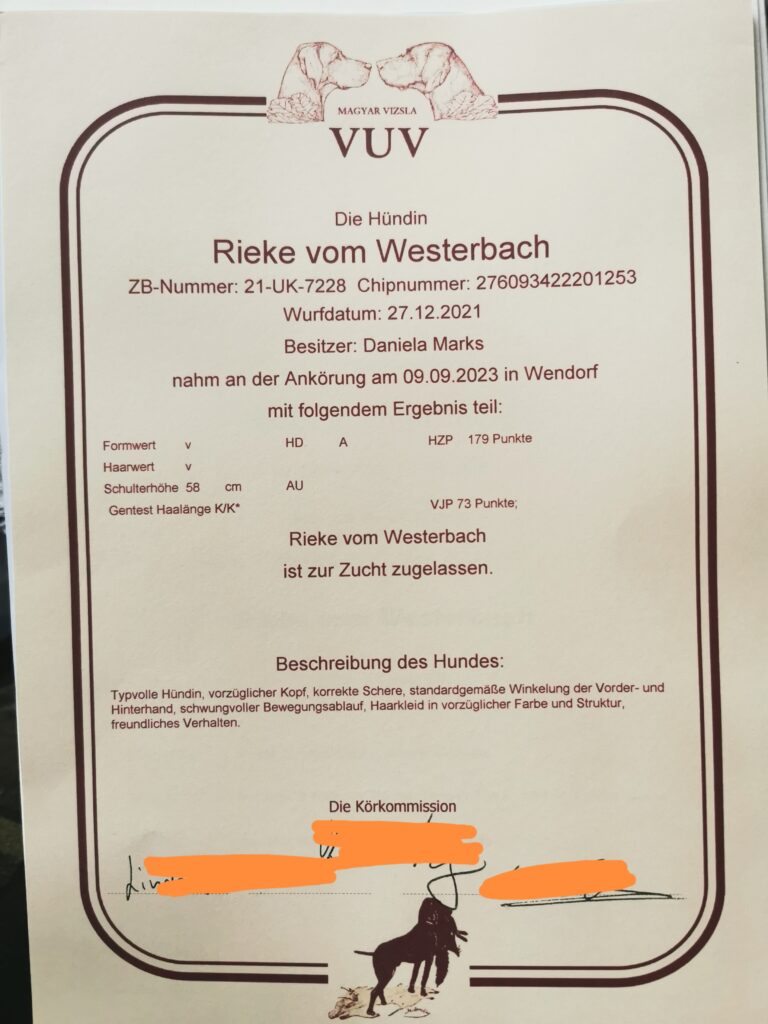 MAGYAR VIZSLA
VUV
Die Hündin
Rieke vom Westerbach
ZB-Nummer: 21-UK-7228 Chipnummer: 276093422201253
Wurfdatum: 27.12.2021
Besitzer: Daniela Marks
nahm an der Ankörung am 09.09.2023 in Wendorf
mit folgendem Ergebnis teil:
Formwert v HD A HZP 179 Punkte
Haarwert v
Schulterhöhe 58 cm AU
Gentest Haalänge K/K* VJP 73 Punkte;
Rieke vom Westerbach
ist zur Zucht zugelassen.
Beschreibung des Hundes:
Typvolle Hündin, vorzüglicher Kopf, korrekte Schere, standardgemäße Winkelung der Vorder- und
Hinterhand, schwungvoller Bewegungsablauf, Haarkleid in vorzüglicher Farbe und Struktur,
freundliches Verhalten.
Die Körkommission